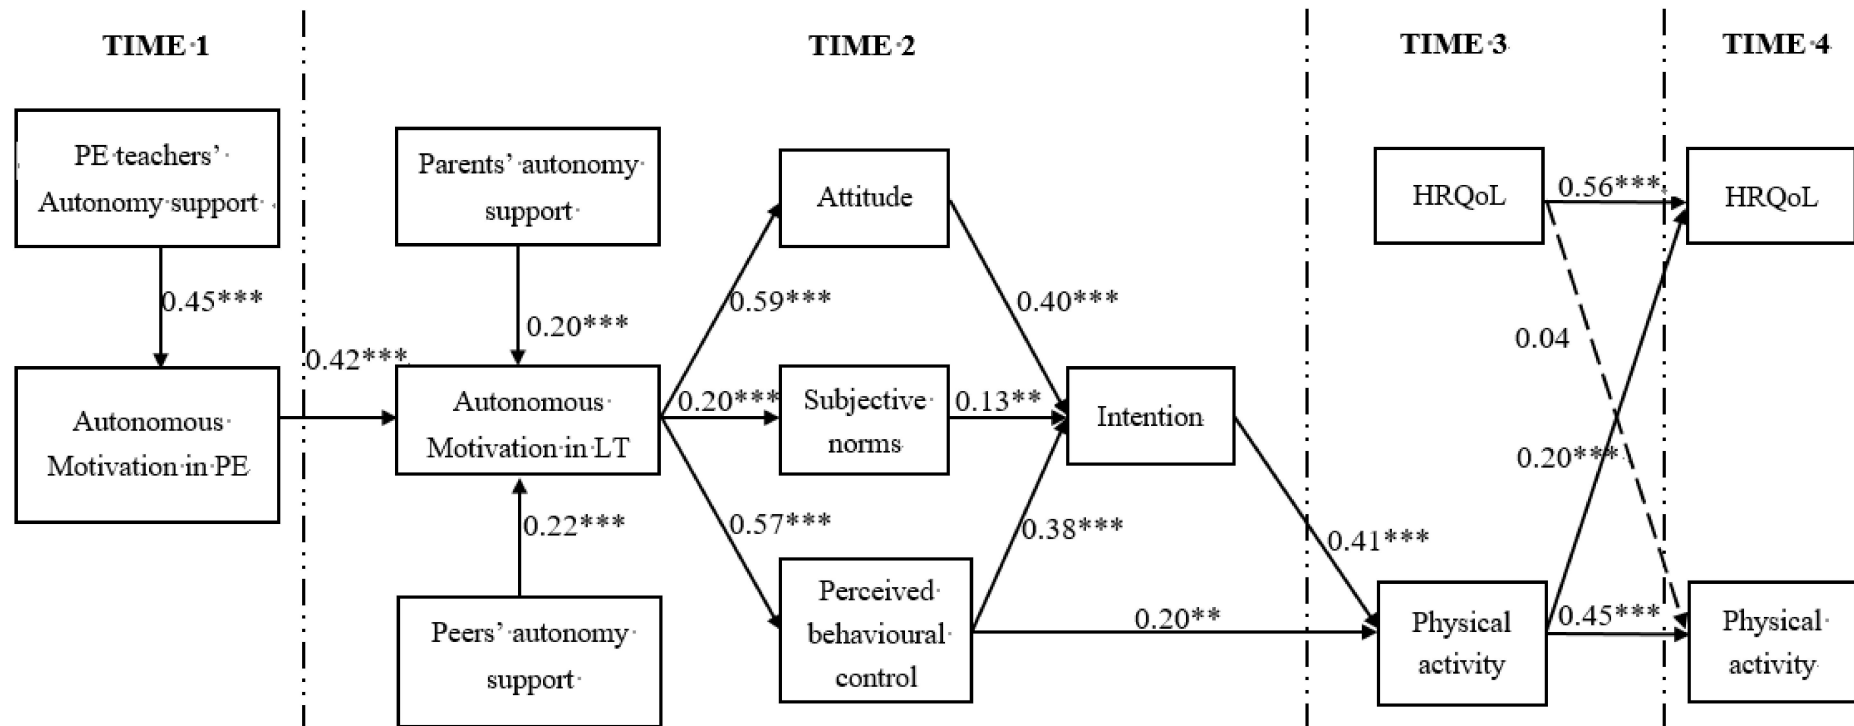 TIME 1
TIME 2
TIME 3
TIME 4
PE teachers’
Autonomy support
0.45***
Autonomous
Motivation in PE
0.42***
Parents’ autonomy
support
0.20***
Autonomous
Motivation in LT
0.22***
Peers’ autonomy
support
0.59***
0.20***
0.57***
Attitude
Subjective
norms
Perceived
behavioural
control
0.40***
0.13**
0.38***
0.20**
Intention
0.41***
HRQoL
Physical
activity
0.56***
0.04
0.20***
0.45***
HRQoL
Physical
activity